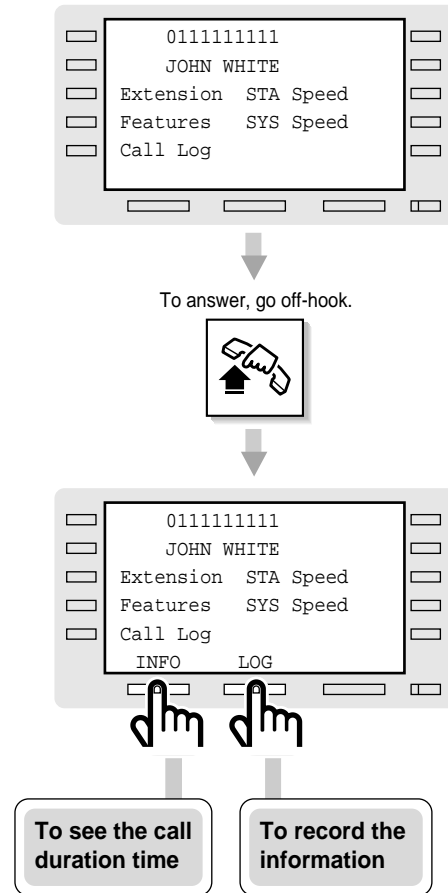 0111111111
JOHN WHITE
Extension STA Speed
Features SYS Speed
Call Log
To answer, go off-hook.
0111111111
JOHN WHITE
Extension STA Speed
Features SYS Speed
Call Log
INFO LOG
To see the call
duration time
To record the
information